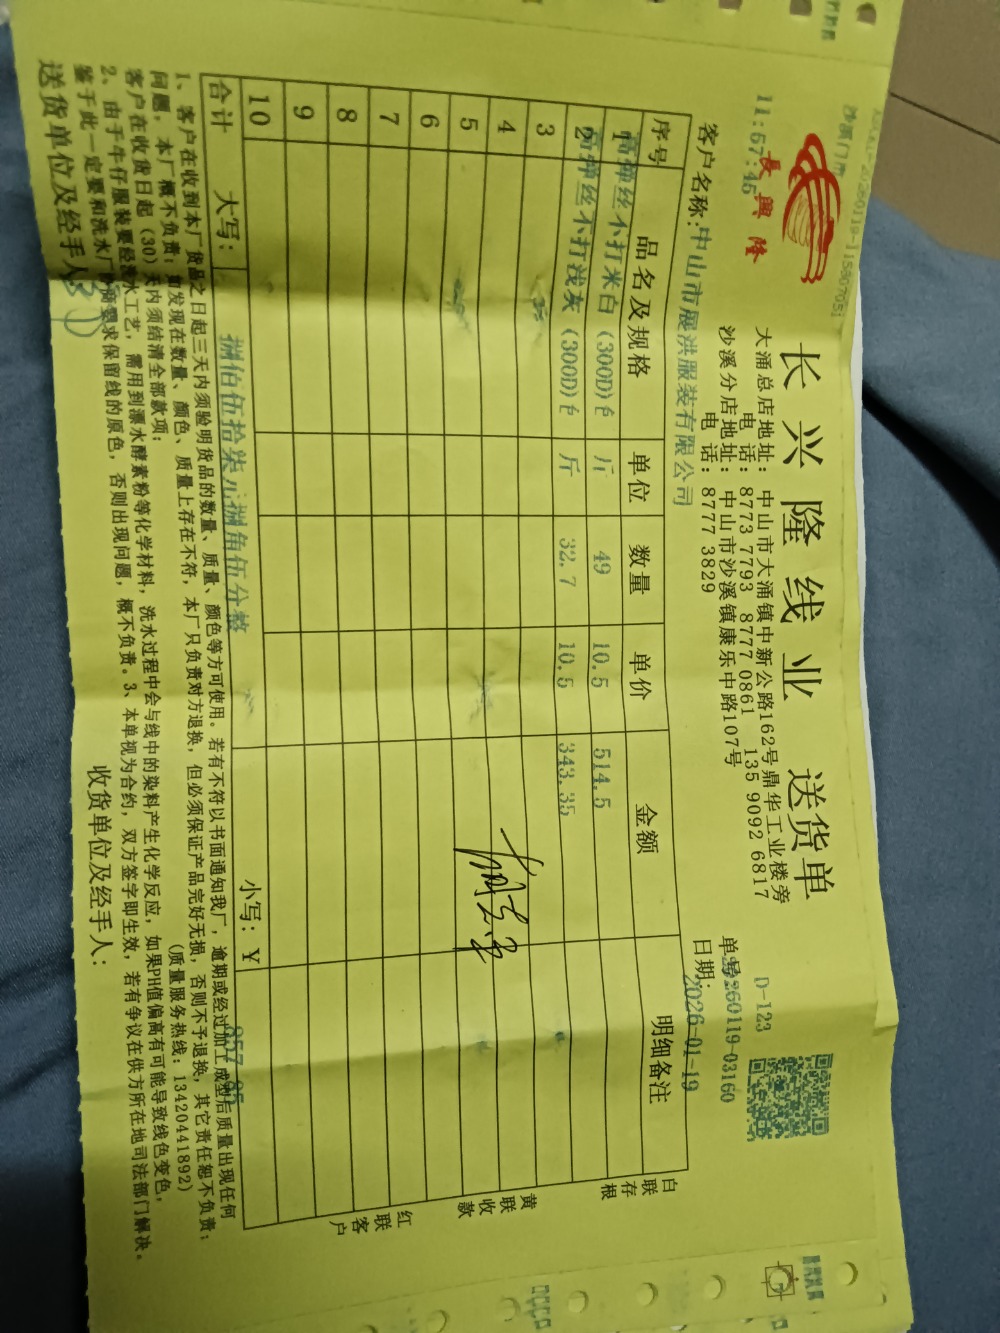 沙溪门
11:57:45
長興隆
长兴隆线业 送货单
大涌总店地址：中山市大涌镇中新公路162号鼎华工业楼旁
电 话：8773 7793 8777 0861 135 9092 6817
沙溪分店地址：中山市沙溪镇康乐中路107号
电 话：8777 3829
D-123
单号：260119-03160
客户名称：中山市展洪服装有限公司
日期：2026-01-19
序号 品名及规格 单位 数量 单价 金额 明细备注
1 高弹丝不打米白（300D）色 斤 49 10.5 514.5
2 高弹丝不打浅灰（300D）色 斤 32.7 10.5 343.35
3
4
5
6
7
8
9
10
合计 大写：捌佰伍拾柒元捌角伍分整 小写：¥ 857.85
1、客户在收到本厂货品之日起三天内须验明货品的数量、质量、颜色等方可使用。若有不符以书面通知我厂，逾期或经过加工成型后质量出现任何
问题，本厂概不负责；如发现在数量、颜色、质量上存在不符，本厂只负责对方退换，但必须保证产品完好无损，否则不予退换，其它责任恕不负责；
客户在收货日起（30）天内须结清全部款项； （质量服务热线：13420441892）
2、由于牛仔服装要经洗水工艺，需用到漂水酵素粉等化学材料，洗水过程中会与线中的染料产生化学反应，如果PH值偏高有可能导致线色变色，
鉴于此一定要和洗水厂协商要求保留线的原色，否则出现问题，概不负责。3、本单视为合约，双方签字即生效，若有争议在供方所在地司法部门解决。
送货单位及经手人：
收货单位及经手人：
白联存根
黄联收款
红联客户